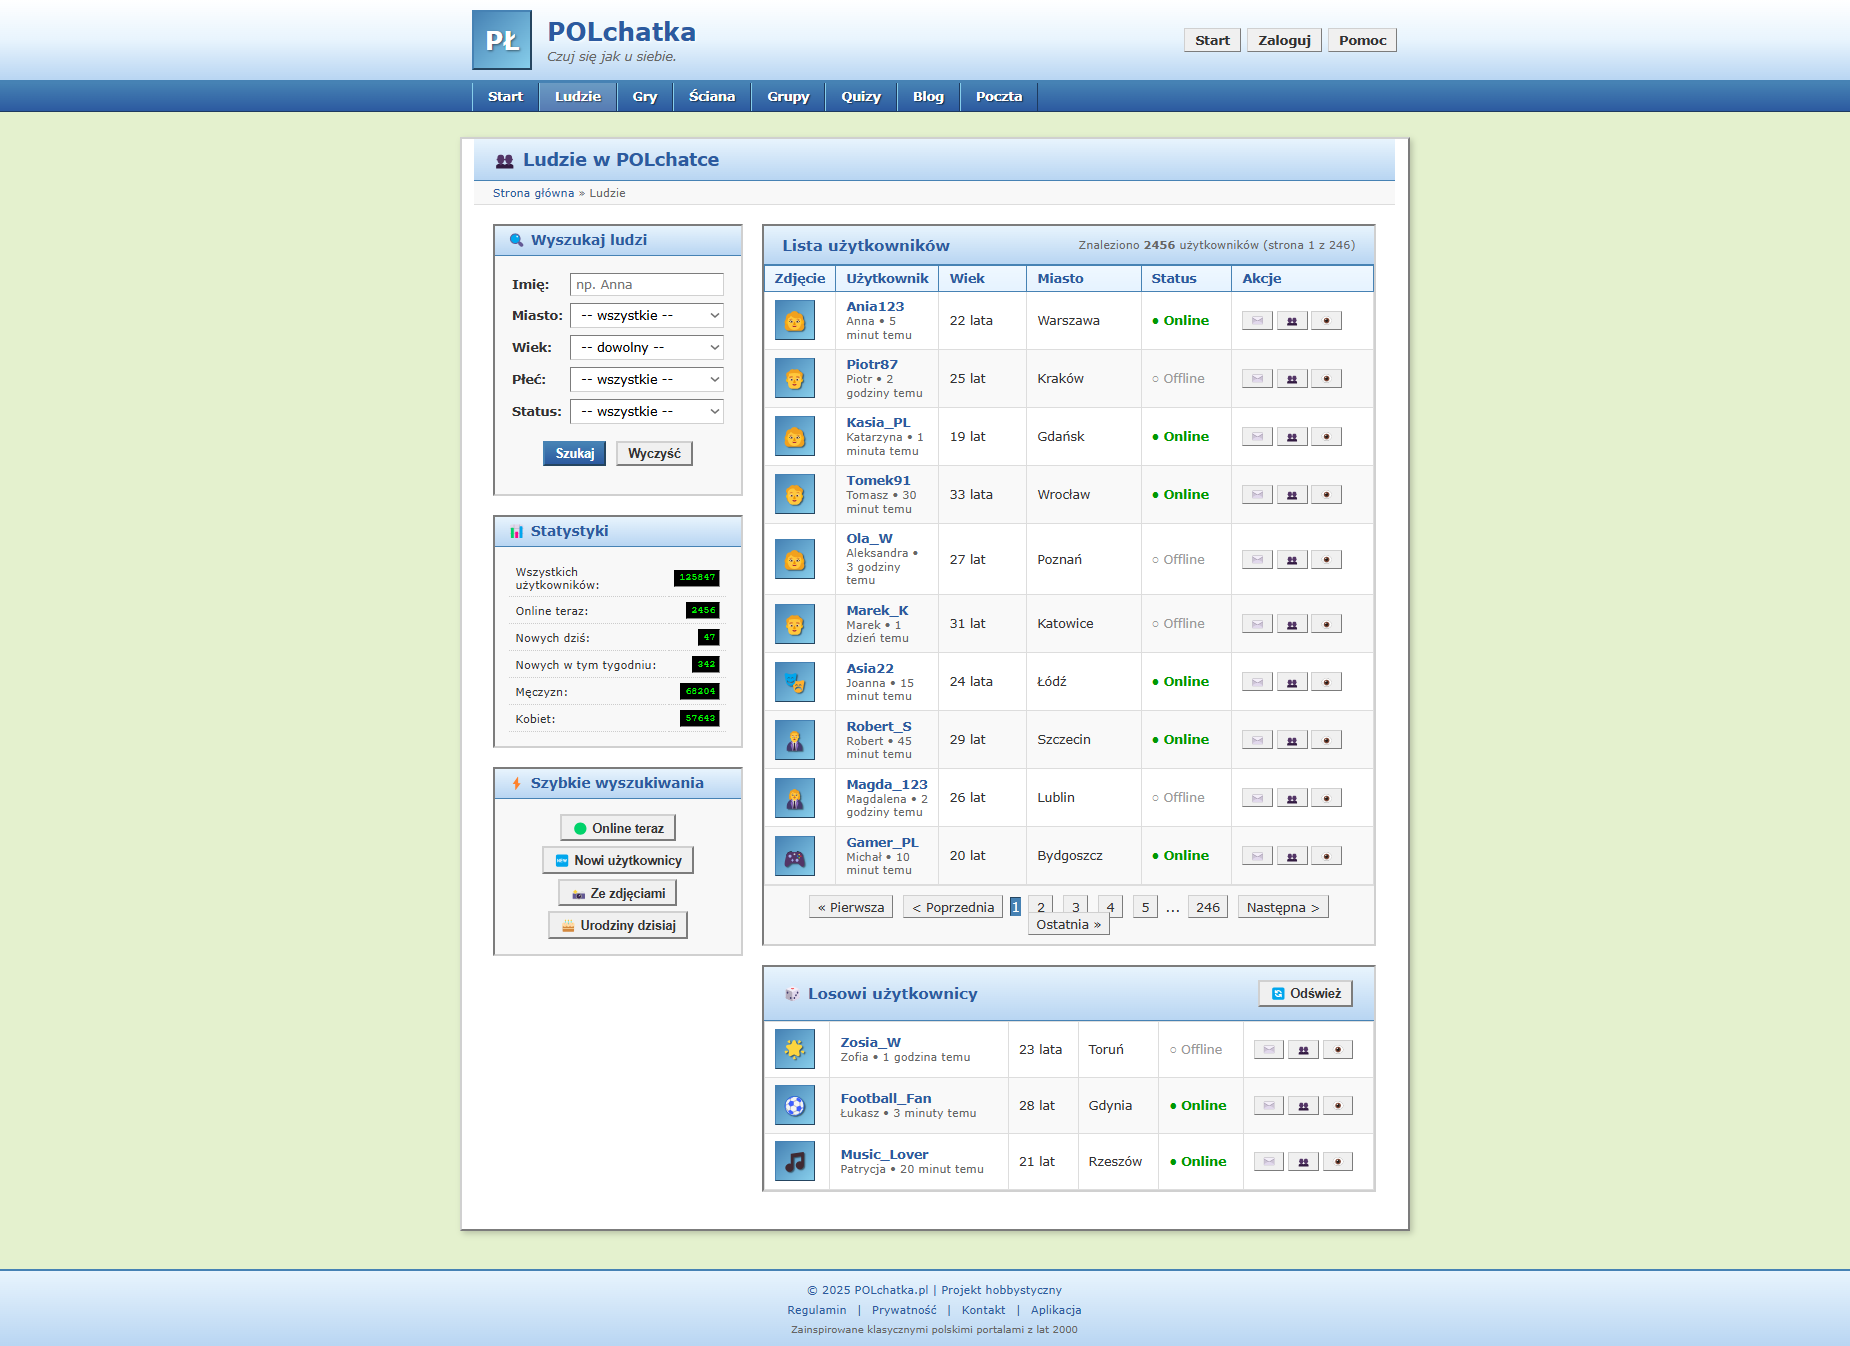 PŁ
POLchatka
Czuj się jak u siebie.
Start
Zaloguj
Pomoc
Start
Ludzie
Gry
Ściana
Grupy
Quizy
Blog
Poczta
Ludzie w POLchatce
Strona główna » Ludzie
Wyszukaj ludzi
Imię: np. Anna
Miasto: -- wszystkie --
Wiek: -- dowolny --
Płeć: -- wszystkie --
Status: -- wszystkie --
Szukaj
Wyczyść
Statystyki
Wszystkich
użytkowników: 125847
Online teraz: 2456
Nowych dziś: 47
Nowych w tym tygodniu: 342
Męczyzn: 68204
Kobiet: 57643
Szybkie wyszukiwania
Online teraz
Nowi użytkownicy
Ze zdjęciami
Urodziny dzisiaj
Lista użytkowników
Znaleziono 2456 użytkowników (strona 1 z 246)
Zdjęcie Użytkownik Wiek Miasto Status Akcje
Ania123
Anna • 5
minut temu
22 lata Warszawa ● Online
Piotr87
Piotr • 2
godziny temu
25 lat Kraków ○ Offline
Kasia_PL
Katarzyna • 1
minuta temu
19 lat Gdańsk ● Online
Tomek91
Tomasz • 30
minut temu
33 lata Wrocław ● Online
Ola_W
Aleksandra •
3 godziny
temu
27 lat Poznań ○ Offline
Marek_K
Marek • 1
dzień temu
31 lat Katowice ○ Offline
Asia22
Joanna • 15
minut temu
24 lata Łódź ● Online
Robert_S
Robert • 45
minut temu
29 lat Szczecin ● Online
Magda_123
Magdalena • 2
godziny temu
26 lat Lublin ○ Offline
Gamer_PL
Michał • 10
minut temu
20 lat Bydgoszcz ● Online
« Pierwsza < Poprzednia 1 2 3 4 5 ... 246 Następna >
Ostatnia »
Losowi użytkownicy
Odśwież
Zosia_W
Zofia • 1 godzina temu
23 lata Toruń ○ Offline
Football_Fan
Łukasz • 3 minuty temu
28 lat Gdynia ● Online
Music_Lover
Patrycja • 20 minut temu
21 lat Rzeszów ● Online
© 2025 POLchatka.pl | Projekt hobbystyczny
Regulamin | Prywatność | Kontakt | Aplikacja
Zainspirowane klasycznymi polskimi portalami z lat 2000